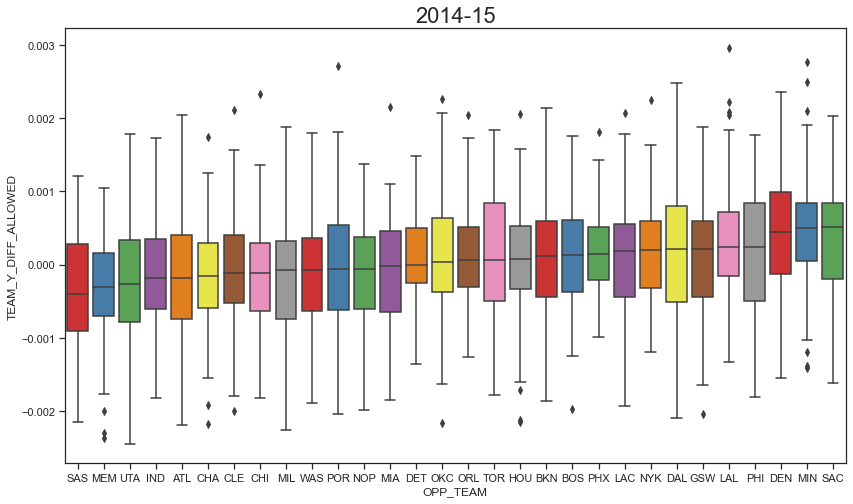 2014-15
TEAM_Y_DIFF_ALLOWED
0.003
0.002
0.001
0.000
−0.001
−0.002
SAS MEM UTA IND ATL CHA CLE CHI MIL WAS POR NOP MIA DET OKC ORL TOR HOU BKN BOS PHX LAC NYK DAL GSW LAL PHI DEN MIN SAC
OPP_TEAM